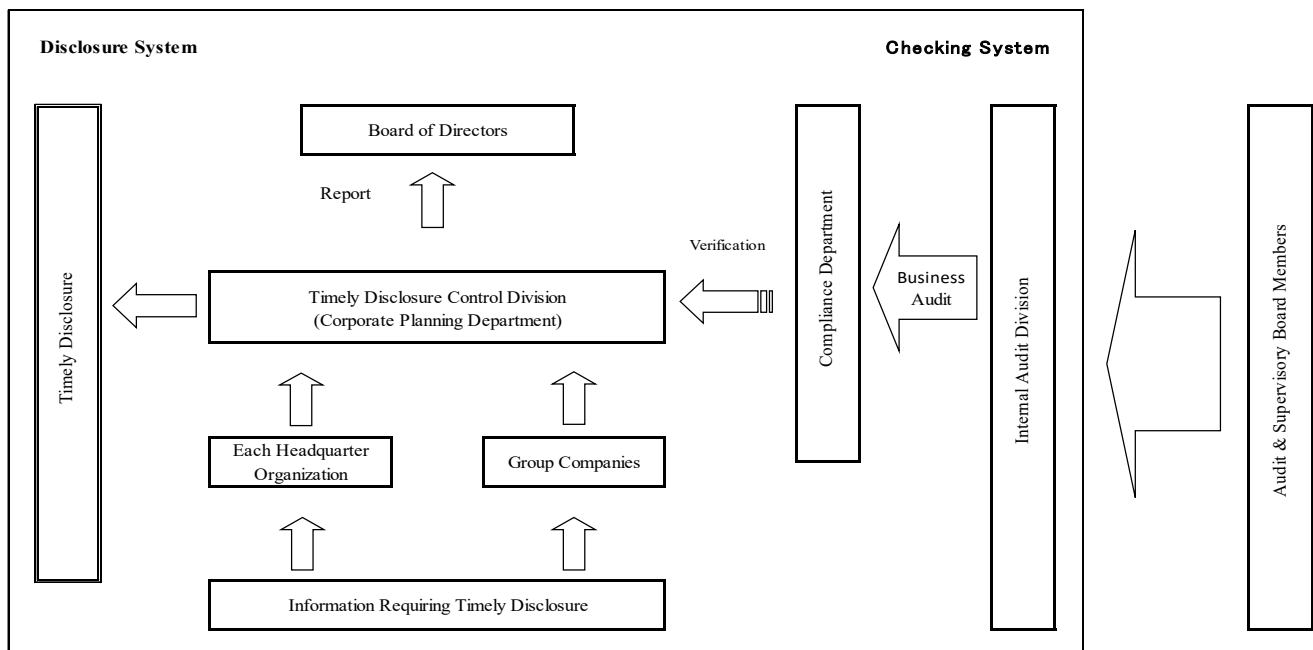 Disclosure System
Checking System
Board of Directors
Report
Timely Disclosure
Verification
Timely Disclosure Control Division
(Corporate Planning Department)
Compliance Department
Business
Audit
Internal Audit Division
Audit & Supervisory Board Members
Each Headquarter
Organization
Group Companies
Information Requiring Timely Disclosure